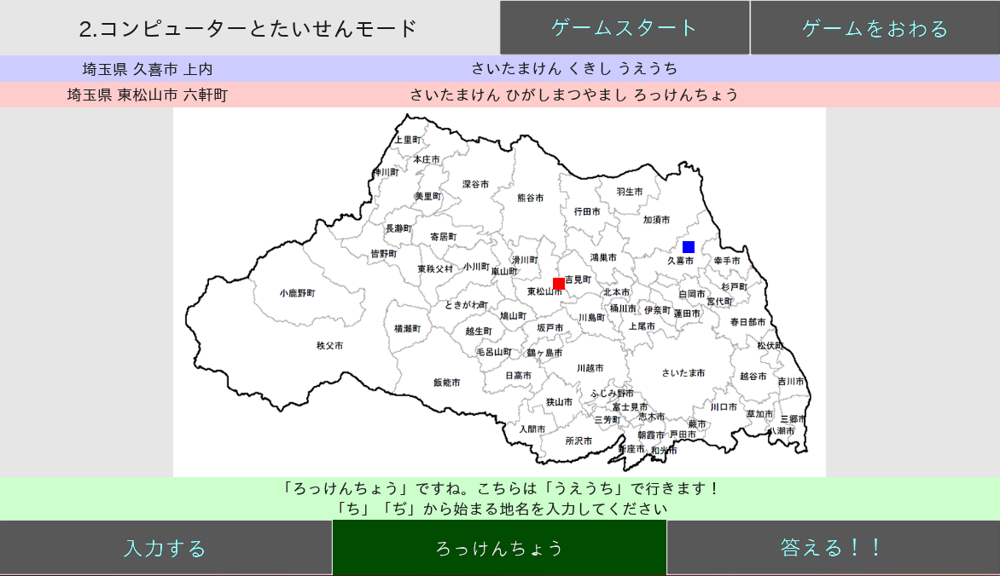 2.コンピューターとたいせんモード
ゲームスタート
ゲームをおわる
埼玉県 久喜市 上内
さいたまけん くきし うえうち
埼玉県 東松山市 六軒町
さいたまけん ひがしまつやまし ろっけんちょう
上里町
本庄市
神川町
深谷市
美里町
熊谷市
羽生市
行田市
加須市
長瀞町
寄居町
皆野町
滑川町
鴻巣市
久喜市
幸手市
東秩父村
小川町
嵐山町
吉見町
小鹿野町
東松山市
北本市
白岡市
杉戸町
宮代町
ときがわ町
桶川市
伊奈町
蓮田市
鳩山町
川島町
横瀬町
越生町
坂戸市
上尾市
春日部市
秩父市
毛呂山町
鶴ヶ島市
松伏町
日高市
川越市
さいたま市
越谷市
吉川市
飯能市
ふじみ野市
狭山市
富士見市
川口市
三芳町
志木市
草加市
三郷市
入間市
蕨市
八潮市
所沢市
朝霞市
戸田市
新座市
和光市
「ろっけんちょう」ですね。こちらは「うえうち」で行きます！
「ち」「ぢ」から始まる地名を入力してください
入力する
ろっけんちょう
答える！！